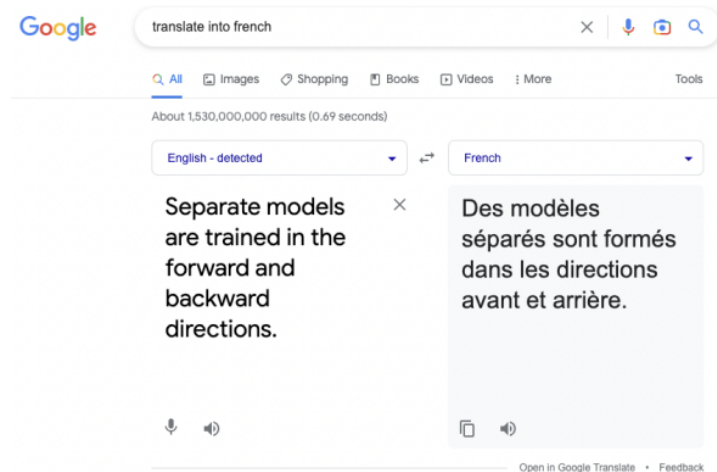 Google
translate into french
All Images Shopping Books Videos More Tools
About 1,530,000,000 results (0.69 seconds)
English - detected
French
Separate models
are trained in the
forward and
backward
directions.
Des modèles
séparés sont formés
dans les directions
avant et arrière.
Open in Google Translate • Feedback